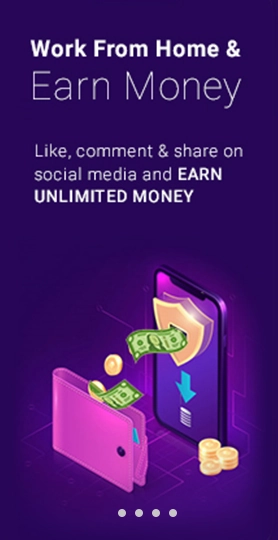 Work From Home &
Earn Money
Like, comment & share on
social media and EARN
UNLIMITED MONEY